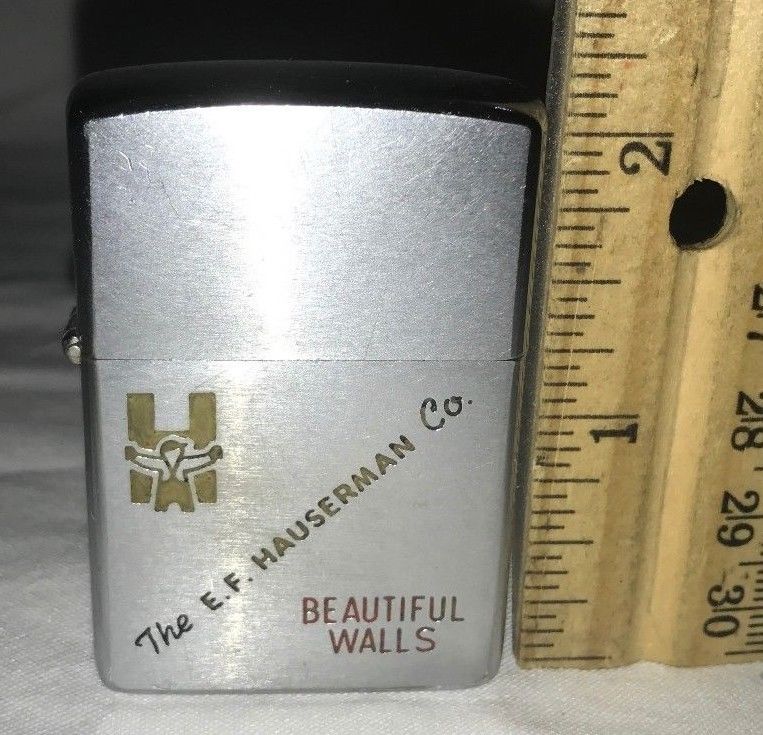 H
The E.F. HAUSERMAN Co.
BEAUTIFUL
WALLS
2
1
27
28
29
30